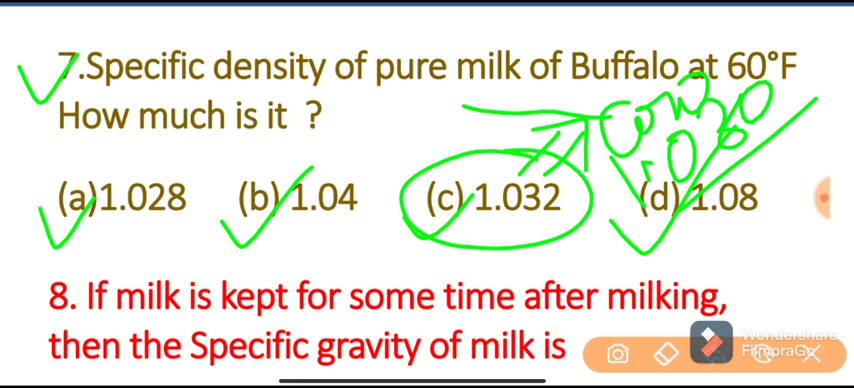 7.Specific density of pure milk of Buffalo at 60°F
How much is it ?
(a)1.028 (b) 1.04 (c) 1.032 (d) 1.08
8. If milk is kept for some time after milking,
then the Specific gravity of milk is
Wondershare
FilmoraGo